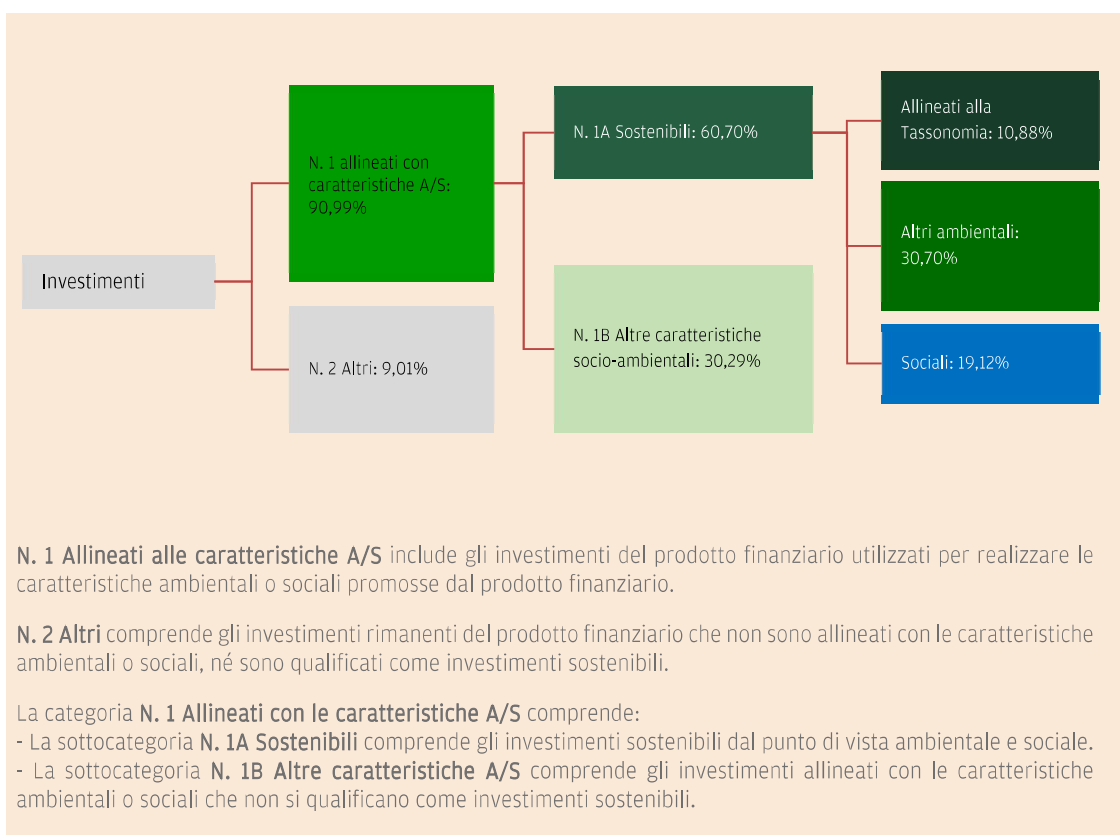 Investimenti
N. 1 allineati con
caratteristiche A/S:
90,99%
N. 2 Altri: 9,01%
N. 1A Sostenibili: 60,70%
N. 1B Altre caratteristiche
socio-ambientali: 30,29%
Allineati alla
Tassonomia: 10,88%
Altri ambientali:
30,70%
Sociali: 19,12%
N. 1 Allineati alle caratteristiche A/S include gli investimenti del prodotto finanziario utilizzati per realizzare le
caratteristiche ambientali o sociali promosse dal prodotto finanziario.
N. 2 Altri comprende gli investimenti rimanenti del prodotto finanziario che non sono allineati con le caratteristiche
ambientali o sociali, né sono qualificati come investimenti sostenibili.
La categoria N. 1 Allineati con le caratteristiche A/S comprende:
- La sottocategoria N. 1A Sostenibili comprende gli investimenti sostenibili dal punto di vista ambientale e sociale.
- La sottocategoria N. 1B Altre caratteristiche A/S comprende gli investimenti allineati con le caratteristiche
ambientali o sociali che non si qualificano come investimenti sostenibili.